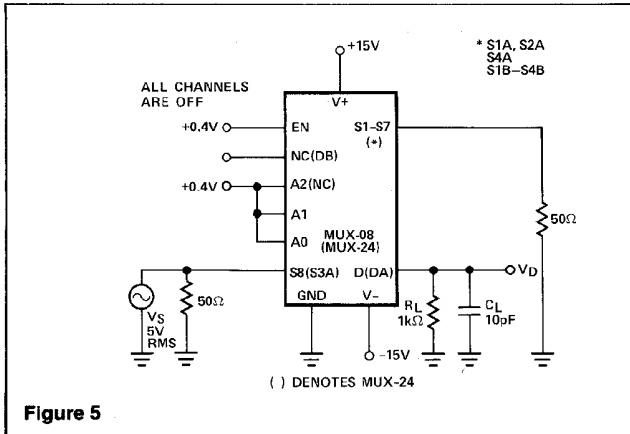 +15V
* S1A, S2A
S4A
S1B–S4B
ALL CHANNELS
ARE OFF
V+
+0.4V
EN
S1–S7
(*)
NC(DB)
+0.4V
A2(NC)
A1
A0
MUX-08
(MUX-24)
50Ω
S8(S3A)
D(DA)
VD
GND
V−
VS
5V
RMS
50Ω
RL
1kΩ
CL
10pF
-15V
( ) DENOTES MUX-24
Figure 5